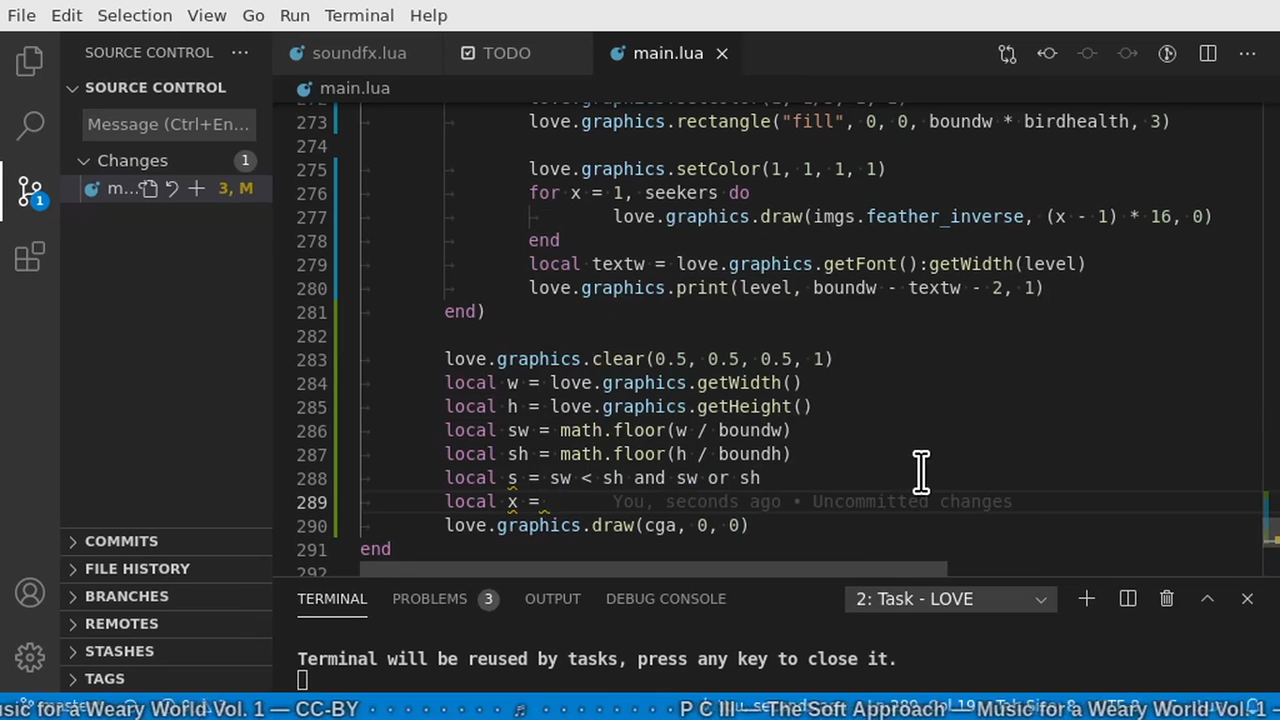 File Edit Selection View Go Run Terminal Help
SOURCE CONTROL ···
SOURCE CONTROL
Message (Ctrl+En...
Changes 1
m... 3, M
1
COMMITS
FILE HISTORY
BRANCHES
REMOTES
STASHES
TAGS
soundfx.lua TODO main.lua
main.lua
273 love.graphics.rectangle("fill", 0, 0, boundw * birdhealth, 3)
274
275 love.graphics.setColor(1, 1, 1, 1)
276 for x = 1, seekers do
277 love.graphics.draw(imgs.feather_inverse, (x - 1) * 16, 0)
278 end
279 local textw = love.graphics.getFont():getWidth(level)
280 love.graphics.print(level, boundw - textw - 2, 1)
281 end)
282
283 love.graphics.clear(0.5, 0.5, 0.5, 1)
284 local w = love.graphics.getWidth()
285 local h = love.graphics.getHeight()
286 local sw = math.floor(w / boundw)
287 local sh = math.floor(h / boundh)
288 local s = sw < sh and sw or sh
289 local x = You, seconds ago • Uncommitted changes
290 love.graphics.draw(cga, 0, 0)
291 end
292
TERMINAL PROBLEMS 3 OUTPUT DEBUG CONSOLE 2: Task - LOVE
Terminal will be reused by tasks, press any key to close it.
usic for a Weary World Vol. 1 — CC-BY P C III — The Soft Approach — Music for a Weary World Vol. 1 -